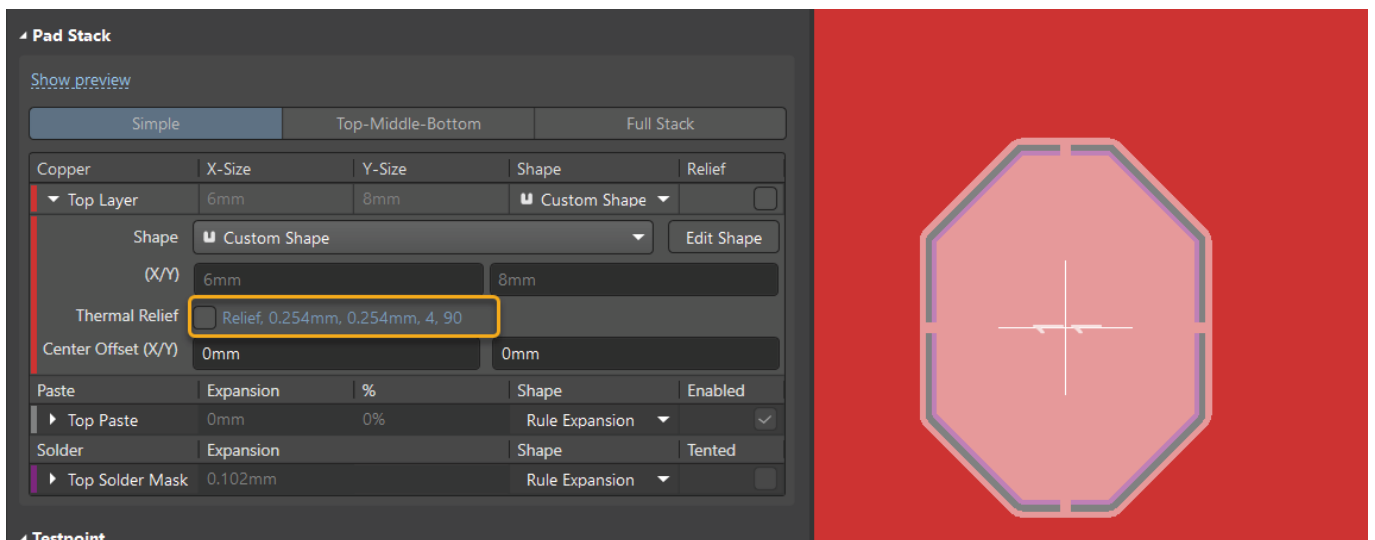 Pad Stack
Show preview
Simple Top-Middle-Bottom Full Stack
Copper X-Size Y-Size Shape Relief
Top Layer 6mm 8mm Custom Shape
Shape Custom Shape Edit Shape
(X/Y) 6mm 8mm
Thermal Relief Relief, 0.254mm, 0.254mm, 4, 90
Center Offset (X/Y) 0mm 0mm
Paste Expansion % Shape Enabled
Top Paste 0mm 0% Rule Expansion
Solder Expansion Shape Tented
Top Solder Mask 0.102mm Rule Expansion
Testpoint